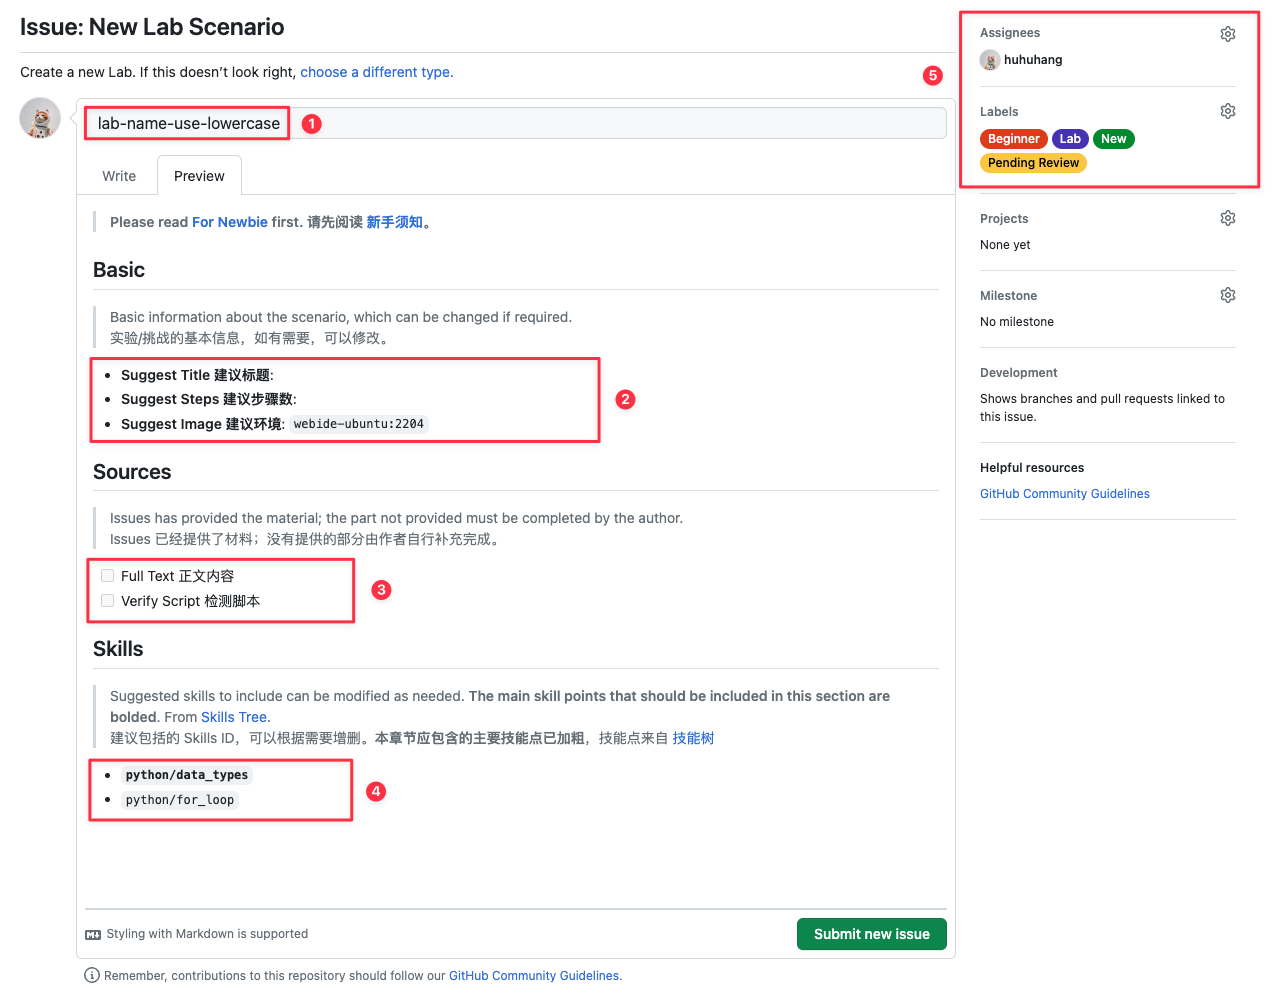 Issue: New Lab Scenario
Create a new Lab. If this doesn't look right, choose a different type.
5
lab-name-use-lowercase
1
Write
Preview
Please read For Newbie first. 请先阅读 新手须知。
Basic
Basic information about the scenario, which can be changed if required.
实验/挑战的基本信息，如有需要，可以修改。
Suggest Title 建议标题:
Suggest Steps 建议步骤数:
Suggest Image 建议环境: webide-ubuntu:2204
2
Sources
Issues has provided the material; the part not provided must be completed by the author.
Issues 已经提供了材料；没有提供的部分由作者自行补充完成。
Full Text 正文内容
Verify Script 检测脚本
3
Skills
Suggested skills to include can be modified as needed. The main skill points that should be included in this section are
bolded. From Skills Tree.
建议包括的 Skills ID，可以根据需要增删。本章节应包含的主要技能点已加粗，技能点来自 技能树
python/data_types
python/for_loop
4
Styling with Markdown is supported
Submit new issue
Remember, contributions to this repository should follow our GitHub Community Guidelines.
Assignees
huhuhang
Labels
Beginner Lab New
Pending Review
Projects
None yet
Milestone
No milestone
Development
Shows branches and pull requests linked to
this issue.
Helpful resources
GitHub Community Guidelines